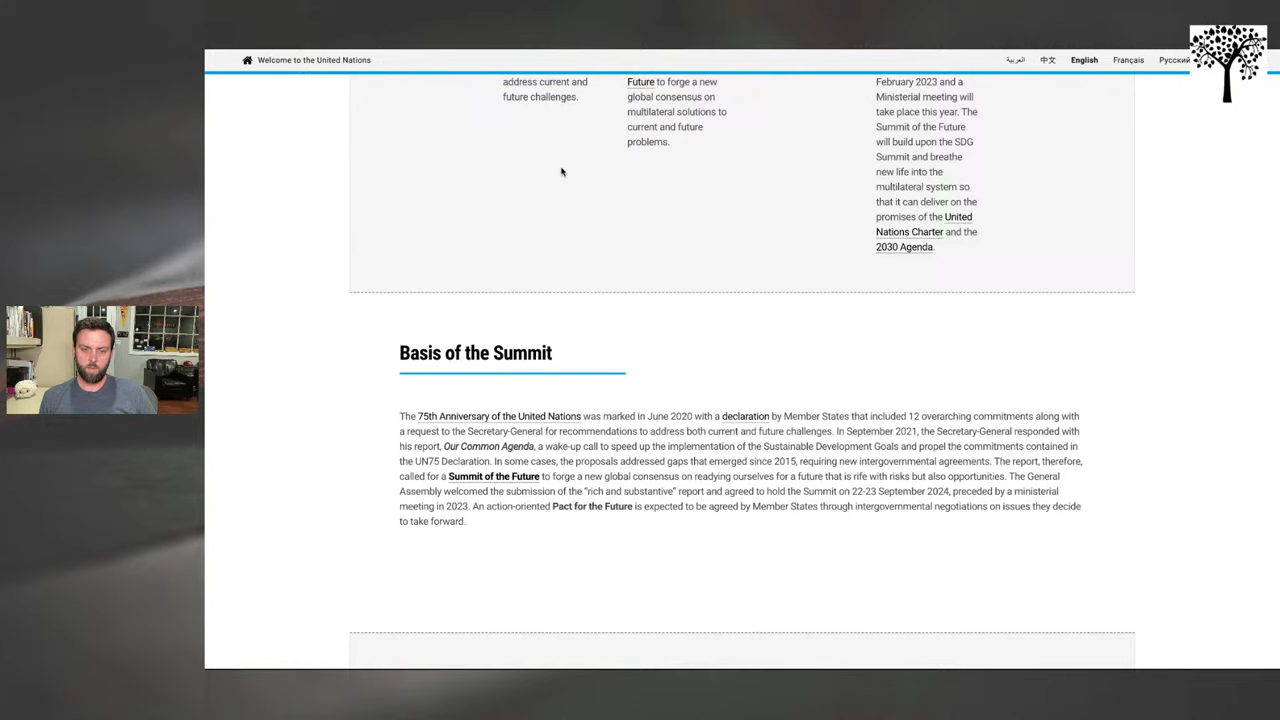 Welcome to the United Nations
العربية
中文
English
Français
Русский
address current and
future challenges.
Future to forge a new
global consensus on
multilateral solutions to
current and future
problems.
February 2023 and a
Ministerial meeting will
take place this year. The
Summit of the Future
will build upon the SDG
Summit and breathe
new life into the
multilateral system so
that it can deliver on the
promises of the United
Nations Charter and the
2030 Agenda.
Basis of the Summit
The 75th Anniversary of the United Nations was marked in June 2020 with a declaration by Member States that included 12 overarching commitments along with
a request to the Secretary-General for recommendations to address both current and future challenges. In September 2021, the Secretary-General responded with
his report, Our Common Agenda, a wake-up call to speed up the implementation of the Sustainable Development Goals and propel the commitments contained in
the UN75 Declaration. In some cases, the proposals addressed gaps that emerged since 2015, requiring new intergovernmental agreements. The report, therefore,
called for a Summit of the Future to forge a new global consensus on readying ourselves for a future that is rife with risks but also opportunities. The General
Assembly welcomed the submission of the “rich and substantive” report and agreed to hold the Summit on 22-23 September 2024, preceded by a ministerial
meeting in 2023. An action-oriented Pact for the Future is expected to be agreed by Member States through intergovernmental negotiations on issues they decide
to take forward.